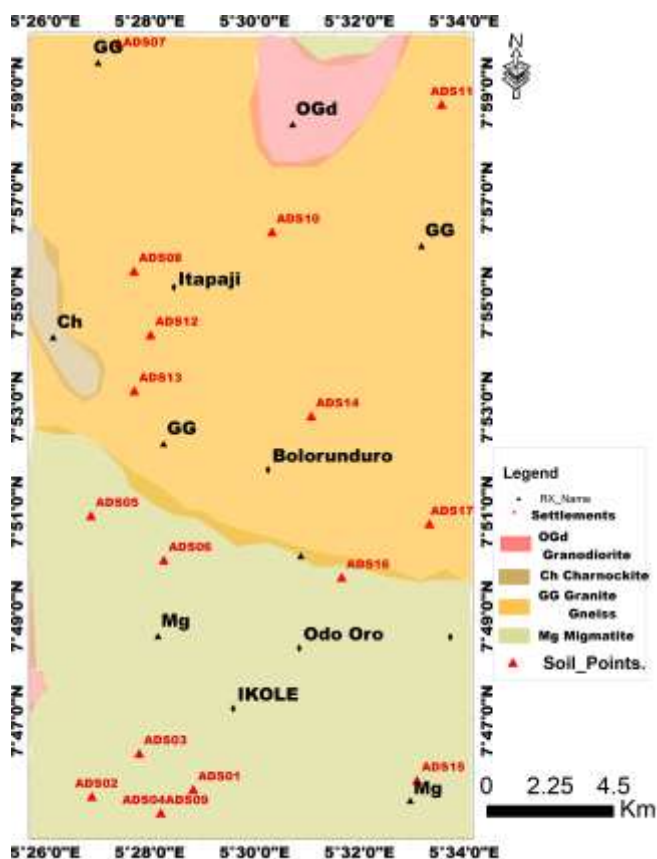 5°26'0"E 5°28'0"E 5°30'0"E 5°32'0"E 5°34'0"E
N
GG
ADS07
7°59'0"N
7°59'0"N
ADS11
OGd
7°57'0"N
7°57'0"N
ADS10
GG
ADS08
Itapaji
7°55'0"N
7°55'0"N
Ch
ADS12
ADS13
ADS14
7°53'0"N
7°53'0"N
GG
Bolorunduro
Legend
RX_Name
Settlements
OGd
Granodiorite
Ch Charnockite
GG Granite
Gneiss
Mg Migmatite
Soil_Points.
ADS05
7°51'0"N
7°51'0"N
ADS17
ADS06
ADS16
7°49'0"N
7°49'0"N
Mg
Odo Oro
IKOLE
7°47'0"N
7°47'0"N
ADS03
ADS15
ADS02
ADS01
Mg
ADS04ADS09
0 2.25 4.5
Km
5°26'0"E 5°28'0"E 5°30'0"E 5°32'0"E 5°34'0"E